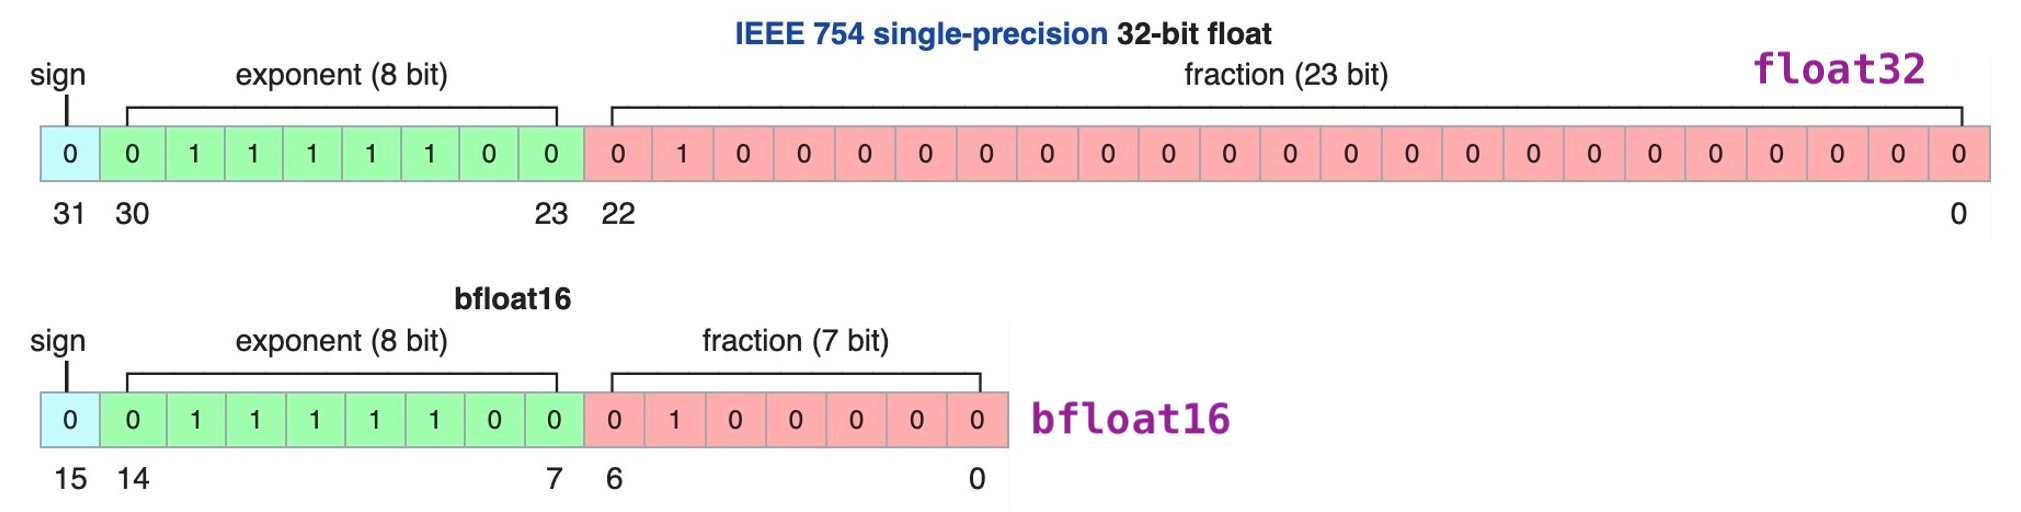 IEEE 754 single-precision 32-bit float
sign exponent (8 bit) fraction (23 bit) float32
0 0 1 1 1 1 1 0 0 0 1 0 0 0 0 0 0 0 0 0 0 0 0 0 0 0 0 0 0 0 0 0
31 30 23 22 0
bfloat16
sign exponent (8 bit) fraction (7 bit)
0 0 1 1 1 1 1 0 0 0 1 0 0 0 0 0 bfloat16
15 14 7 6 0